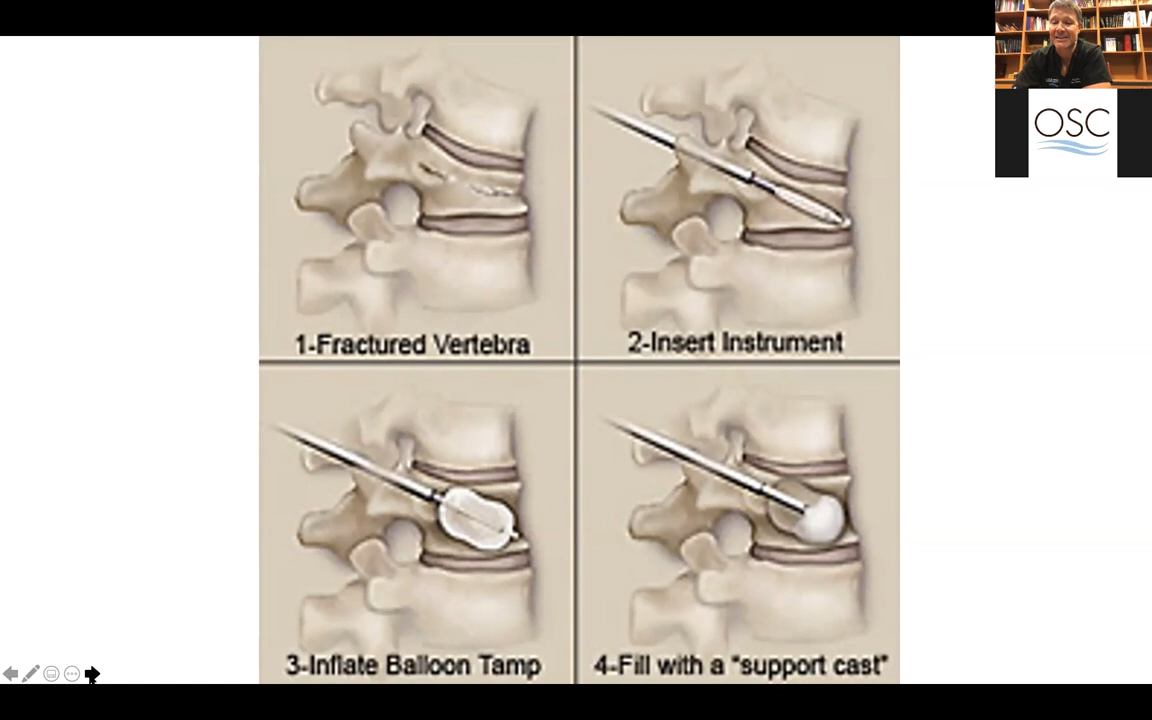 OSC
1-Fractured Vertebra
2-Insert Instrument
3-Inflate Balloon Tamp
4-Fill with a “support cast”